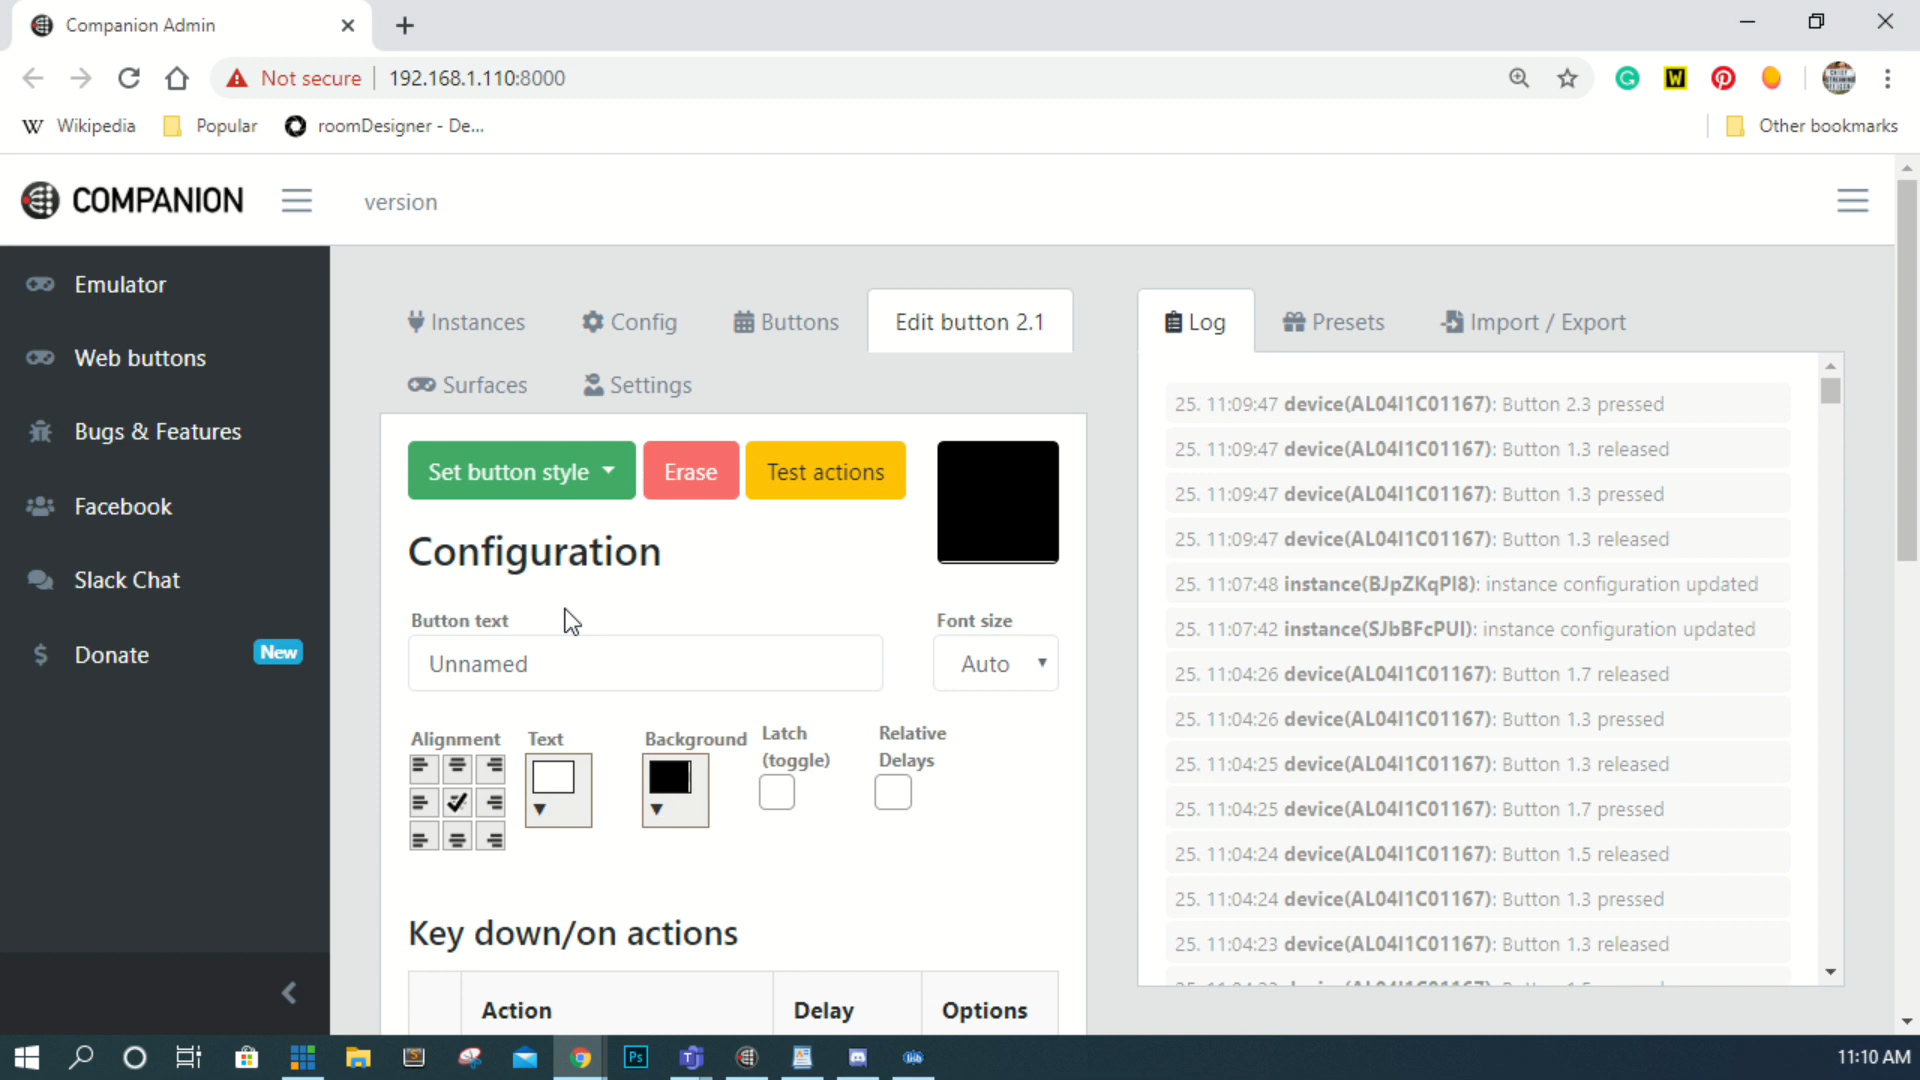 Companion Admin
Not secure
192.168.1.110:8000
W Wikipedia
Popular
roomDesigner - De...
Other bookmarks
COMPANION
version
Emulator
Web buttons
Bugs & Features
Facebook
Slack Chat
Donate
New
Instances
Config
Buttons
Edit button 2.1
Surfaces
Settings
Set button style
Erase
Test actions
Configuration
Button text
Font size
Unnamed
Auto
Alignment
Text
Background
Latch
(toggle)
Relative
Delays
Key down/on actions
Action
Delay
Options
Log
Presets
Import / Export
25. 11:09:47 device(AL04I1C01167): Button 2.3 pressed
25. 11:09:47 device(AL04I1C01167): Button 1.3 released
25. 11:09:47 device(AL04I1C01167): Button 1.3 pressed
25. 11:09:47 device(AL04I1C01167): Button 1.3 released
25. 11:07:48 instance(BJpZKqPI8): instance configuration updated
25. 11:07:42 instance(SJbBFcPUI): instance configuration updated
25. 11:04:26 device(AL04I1C01167): Button 1.7 released
25. 11:04:26 device(AL04I1C01167): Button 1.3 pressed
25. 11:04:25 device(AL04I1C01167): Button 1.3 released
25. 11:04:25 device(AL04I1C01167): Button 1.7 pressed
25. 11:04:24 device(AL04I1C01167): Button 1.5 released
25. 11:04:24 device(AL04I1C01167): Button 1.3 pressed
25. 11:04:23 device(AL04I1C01167): Button 1.3 released
Ps
11:10 AM